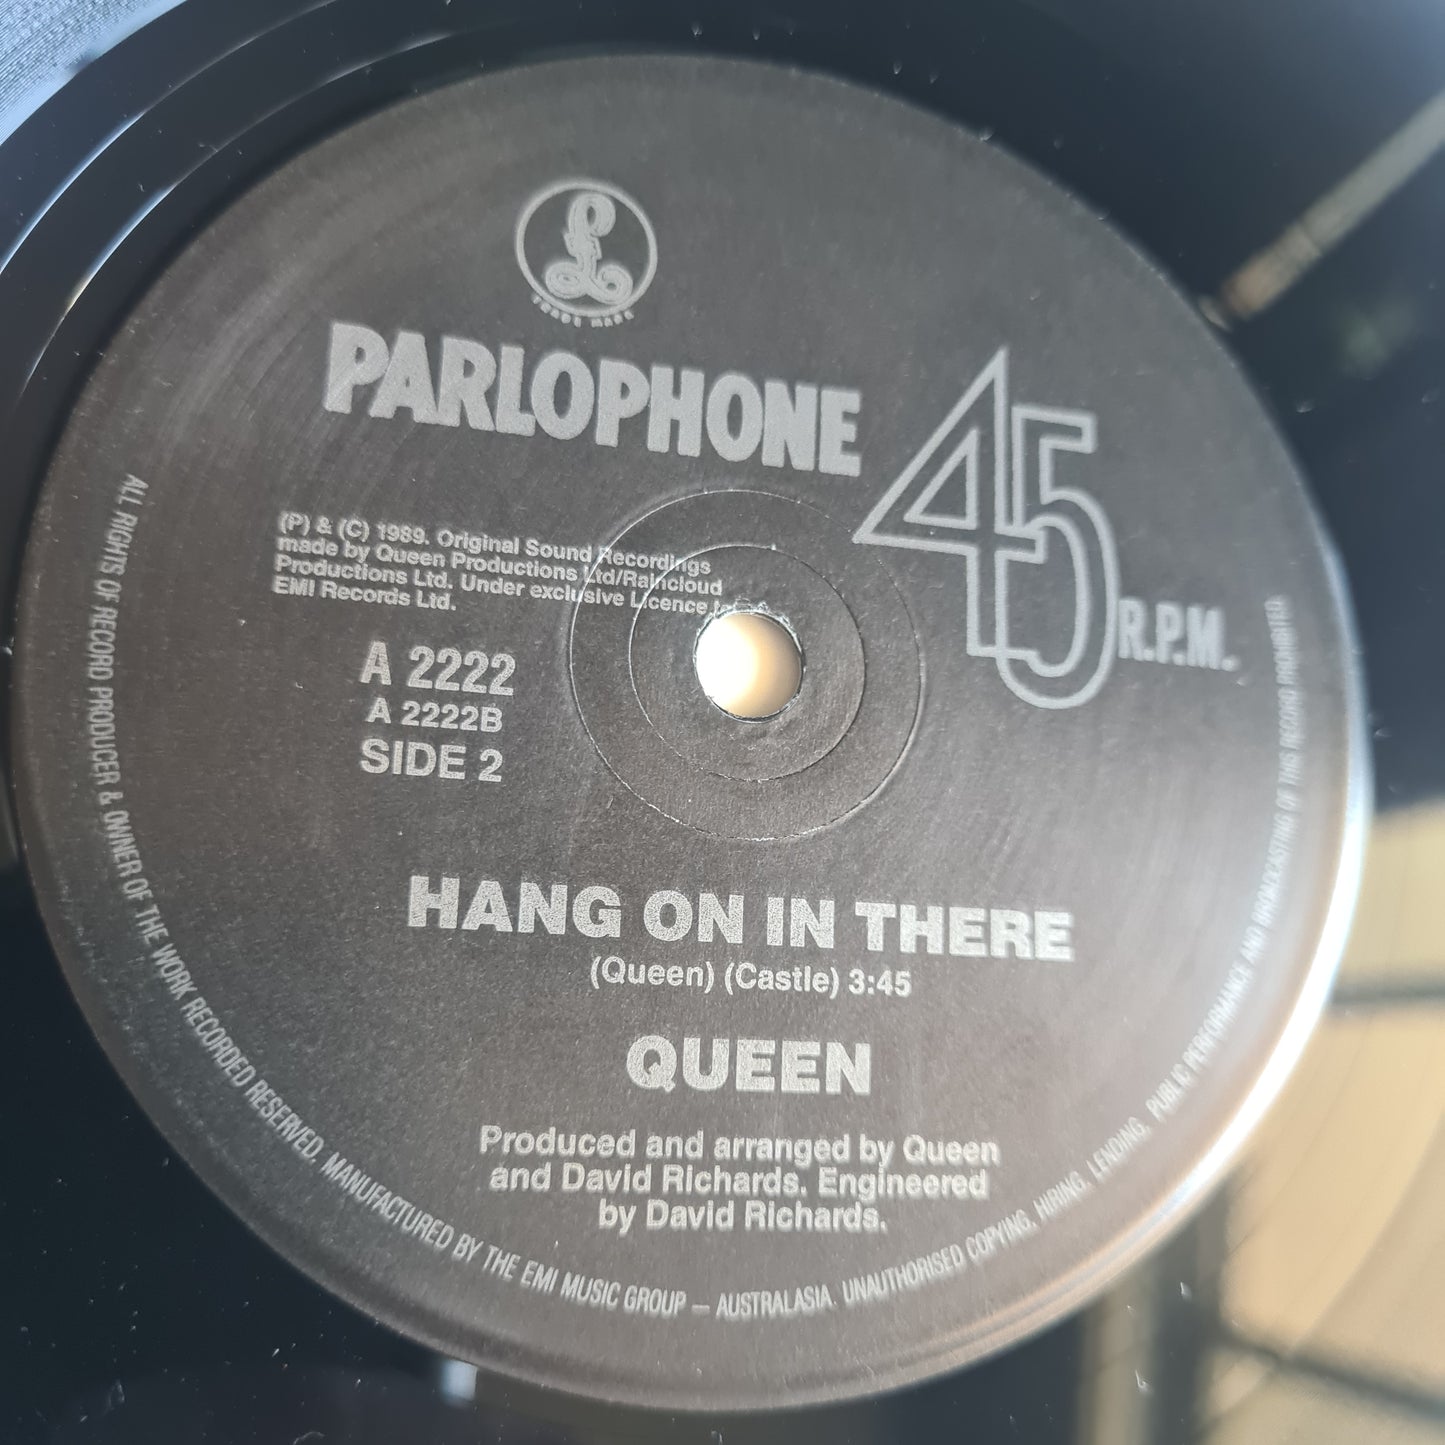 £
TRADE MARK
PARLOPHONE
45 R.P.M.
(P) & (C) 1989. Original Sound Recordings
made by Queen Productions Ltd/Raincloud
Productions Ltd. Under exclusive Licence to
EMI Records Ltd.
A 2222
A 2222B
SIDE 2
HANG ON IN THERE
(Queen) (Castle) 3:45
QUEEN
Produced and arranged by Queen
and David Richards. Engineered
by David Richards.
ALL RIGHTS OF RECORD PRODUCER & OWNER OF THE WORK RECORDED RESERVED. MANUFACTURED BY THE EMI MUSIC GROUP – AUSTRALASIA. UNAUTHORISED COPYING, HIRING, LENDING, PUBLIC PERFORMANCE AND BROADCASTING OF THIS RECORD PROHIBITED.